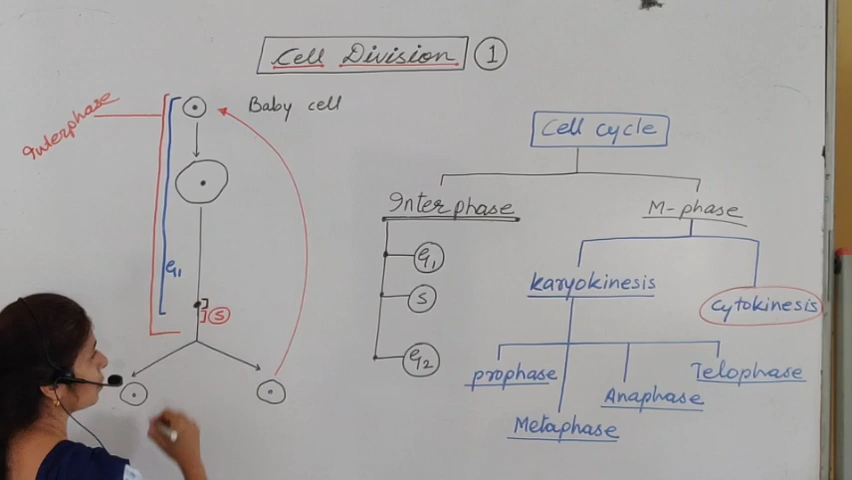 Cell Division 1
Interphase
Baby cell
G1
S
Cell cycle
Interphase
M-phase
G1
S
G2
karyokinesis
cytokinesis
prophase
Metaphase
Anaphase
Telophase